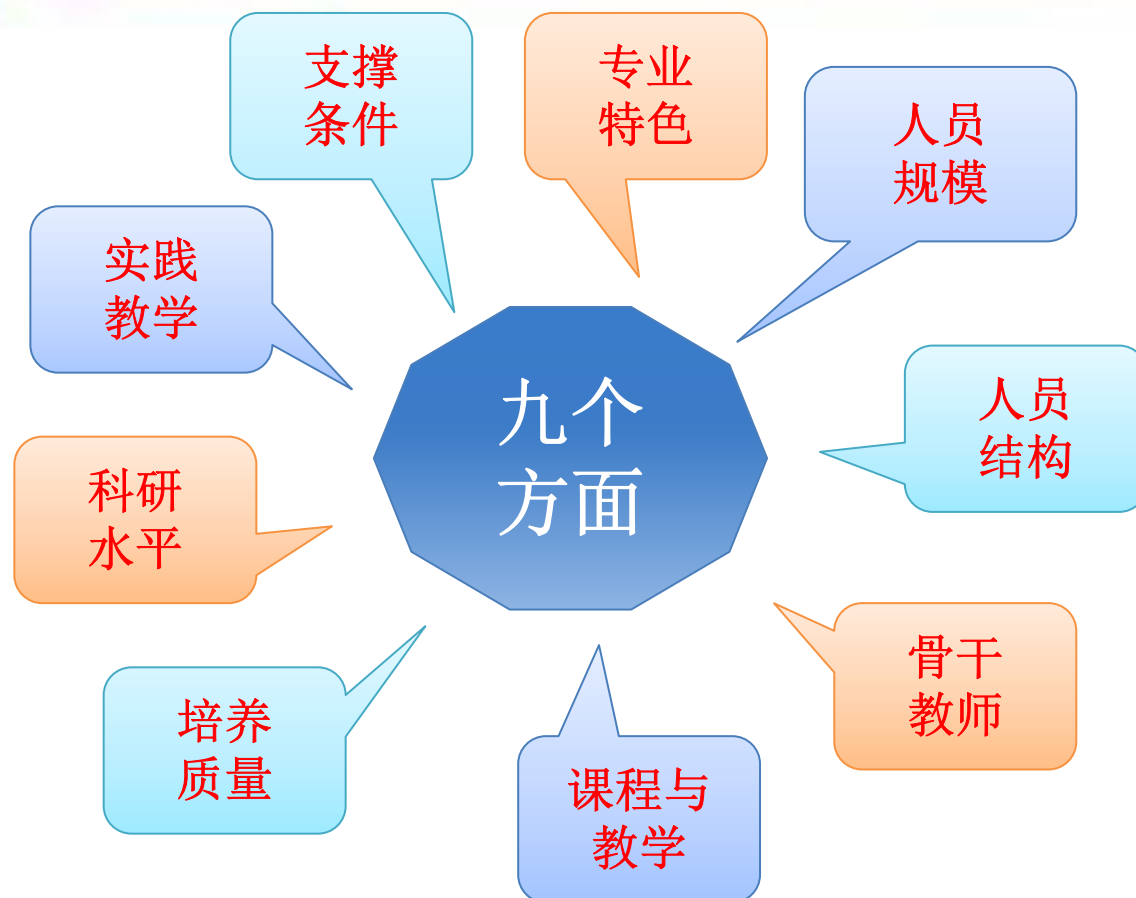 支撑
条件
专业
特色
人员
规模
实践
教学
人员
结构
九个
方面
科研
水平
骨干
教师
培养
质量
课程与
教学